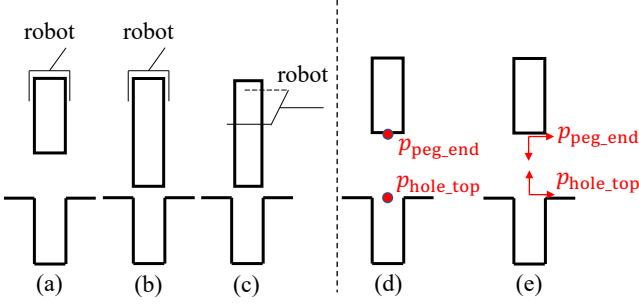 robot
robot
robot
p_peg_end
p_peg_end
p_hole_top
p_hole_top
(a)
(b)
(c)
(d)
(e)